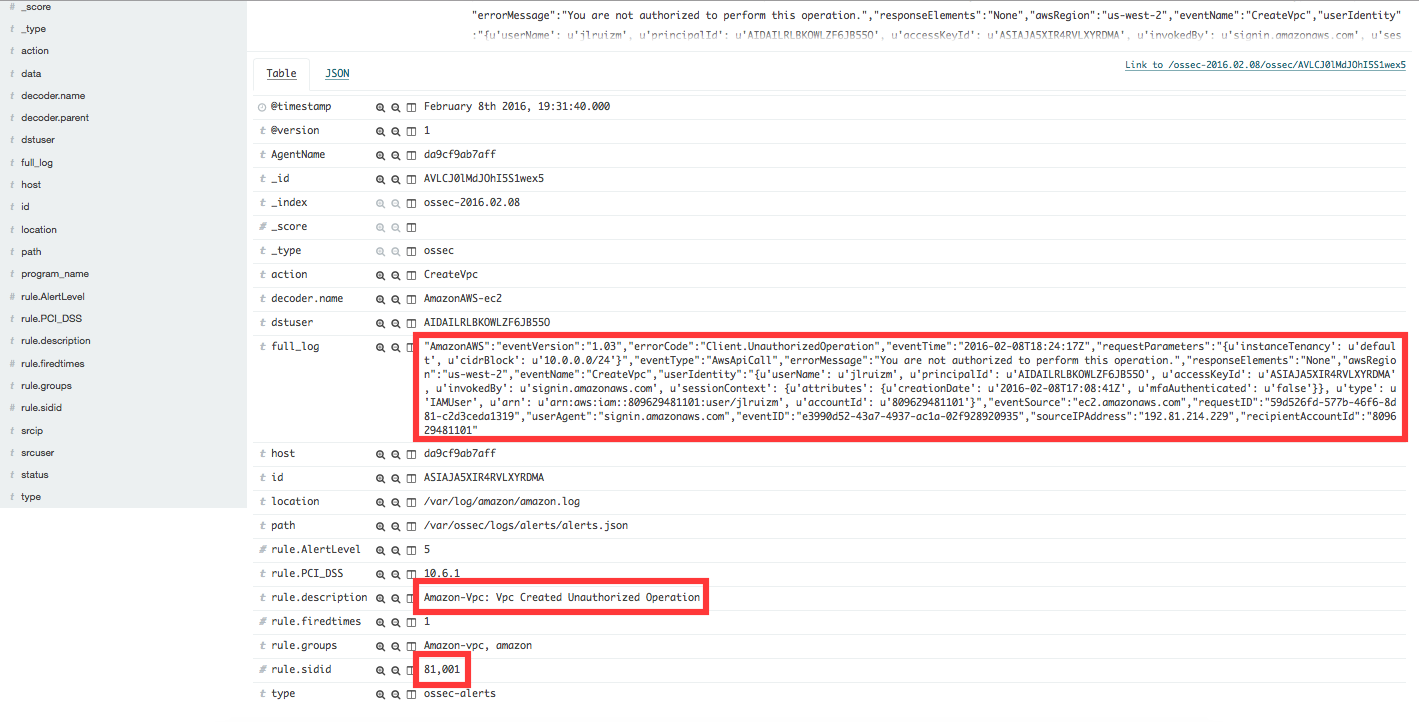 _score
_type
action
data
decoder.name
decoder.parent
dstuser
full_log
host
id
location
path
program_name
rule.AlertLevel
rule.PCI_DSS
rule.description
rule.firedtimes
rule.groups
rule.sidid
srcip
srcuser
status
type
"errorMessage":"You are not authorized to perform this operation.","responseElements":"None","awsRegion":"us-west-2","eventName":"CreateVpc","userIdentity"
:"{u'userName': u'jlruizm', u'principalId': u'AIDAILRLBKOWLZF6JB55O', u'accessKeyId': u'ASIAJA5XIR4RVLXYRDMA', u'invokedBy': u'signin.amazonaws.com', u'ses
Table JSON
Link to /ossec-2016.02.08/ossec/AVLCJ0lMdJOhI5S1wex5
@timestamp February 8th 2016, 19:31:40.000
t @version 1
t AgentName da9cf9ab7aff
t _id AVLCJ0lMdJOhI5S1wex5
t _index ossec-2016.02.08
# _score
t _type ossec
t action CreateVpc
t decoder.name AmazonAWS-ec2
t dstuser AIDAILRLBKOWLZF6JB55O
t full_log "AmazonAWS":"eventVersion":"1.03","errorCode":"Client.UnauthorizedOperation","eventTime":"2016-02-08T18:24:17Z","requestParameters":"{u'instanceTenancy': u'defaul
t', u'cidrBlock': u'10.0.0.0/24'}","eventType":"AwsApiCall","errorMessage":"You are not authorized to perform this operation.","responseElements":"None","awsRegio
n":"us-west-2","eventName":"CreateVpc","userIdentity":"{u'userName': u'jlruizm', u'principalId': u'AIDAILRLBKOWLZF6JB55O', u'accessKeyId': u'ASIAJA5XIR4RVLXYRDMA'
, u'invokedBy': u'signin.amazonaws.com', u'sessionContext': {u'attributes': {u'creationDate': u'2016-02-08T17:08:41Z', u'mfaAuthenticated': u'false'}}, u'type': u
'IAMUser', u'arn': u'arn:aws:iam::809629481101:user/jlruizm', u'accountId': u'809629481101'}","eventSource":"ec2.amazonaws.com","requestID":"59d526fd-577b-46f6-8d
81-c2d3ceda1319","userAgent":"signin.amazonaws.com","eventID":"e3990d52-43a7-4937-ac1a-02f928920935","sourceIPAddress":"192.81.214.229","recipientAccountId":"8096
29481101"
t host da9cf9ab7aff
t id ASIAJA5XIR4RVLXYRDMA
t location /var/log/amazon/amazon.log
t path /var/ossec/logs/alerts/alerts.json
# rule.AlertLevel 5
t rule.PCI_DSS 10.6.1
t rule.description Amazon-Vpc: Vpc Created Unauthorized Operation
# rule.firedtimes 1
t rule.groups Amazon-vpc, amazon
# rule.sidid 81,001
t type ossec-alerts